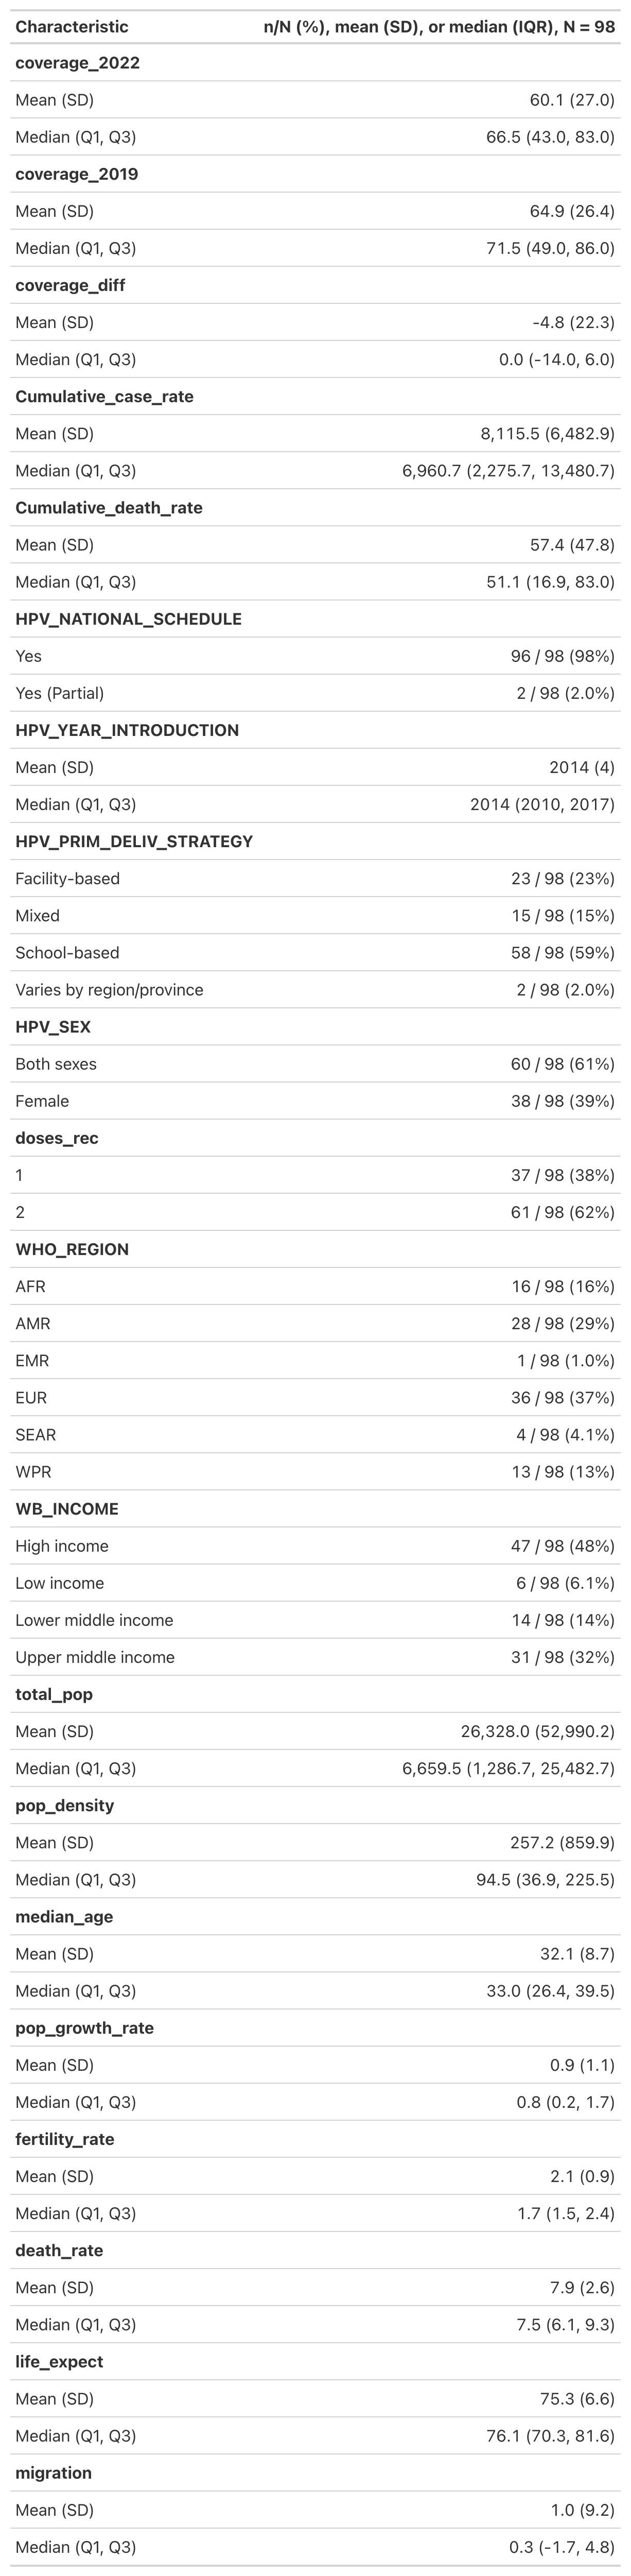 Characteristic n/N (%), mean (SD), or median (IQR), N = 98
coverage_2022
Mean (SD) 60.1 (27.0)
Median (Q1, Q3) 66.5 (43.0, 83.0)
coverage_2019
Mean (SD) 64.9 (26.4)
Median (Q1, Q3) 71.5 (49.0, 86.0)
coverage_diff
Mean (SD) -4.8 (22.3)
Median (Q1, Q3) 0.0 (-14.0, 6.0)
Cumulative_case_rate
Mean (SD) 8,115.5 (6,482.9)
Median (Q1, Q3) 6,960.7 (2,275.7, 13,480.7)
Cumulative_death_rate
Mean (SD) 57.4 (47.8)
Median (Q1, Q3) 51.1 (16.9, 83.0)
HPV_NATIONAL_SCHEDULE
Yes 96 / 98 (98%)
Yes (Partial) 2 / 98 (2.0%)
HPV_YEAR_INTRODUCTION
Mean (SD) 2014 (4)
Median (Q1, Q3) 2014 (2010, 2017)
HPV_PRIM_DELIV_STRATEGY
Facility-based 23 / 98 (23%)
Mixed 15 / 98 (15%)
School-based 58 / 98 (59%)
Varies by region/province 2 / 98 (2.0%)
HPV_SEX
Both sexes 60 / 98 (61%)
Female 38 / 98 (39%)
doses_rec
1 37 / 98 (38%)
2 61 / 98 (62%)
WHO_REGION
AFR 16 / 98 (16%)
AMR 28 / 98 (29%)
EMR 1 / 98 (1.0%)
EUR 36 / 98 (37%)
SEAR 4 / 98 (4.1%)
WPR 13 / 98 (13%)
WB_INCOME
High income 47 / 98 (48%)
Low income 6 / 98 (6.1%)
Lower middle income 14 / 98 (14%)
Upper middle income 31 / 98 (32%)
total_pop
Mean (SD) 26,328.0 (52,990.2)
Median (Q1, Q3) 6,659.5 (1,286.7, 25,482.7)
pop_density
Mean (SD) 257.2 (859.9)
Median (Q1, Q3) 94.5 (36.9, 225.5)
median_age
Mean (SD) 32.1 (8.7)
Median (Q1, Q3) 33.0 (26.4, 39.5)
pop_growth_rate
Mean (SD) 0.9 (1.1)
Median (Q1, Q3) 0.8 (0.2, 1.7)
fertility_rate
Mean (SD) 2.1 (0.9)
Median (Q1, Q3) 1.7 (1.5, 2.4)
death_rate
Mean (SD) 7.9 (2.6)
Median (Q1, Q3) 7.5 (6.1, 9.3)
life_expect
Mean (SD) 75.3 (6.6)
Median (Q1, Q3) 76.1 (70.3, 81.6)
migration
Mean (SD) 1.0 (9.2)
Median (Q1, Q3) 0.3 (-1.7, 4.8)